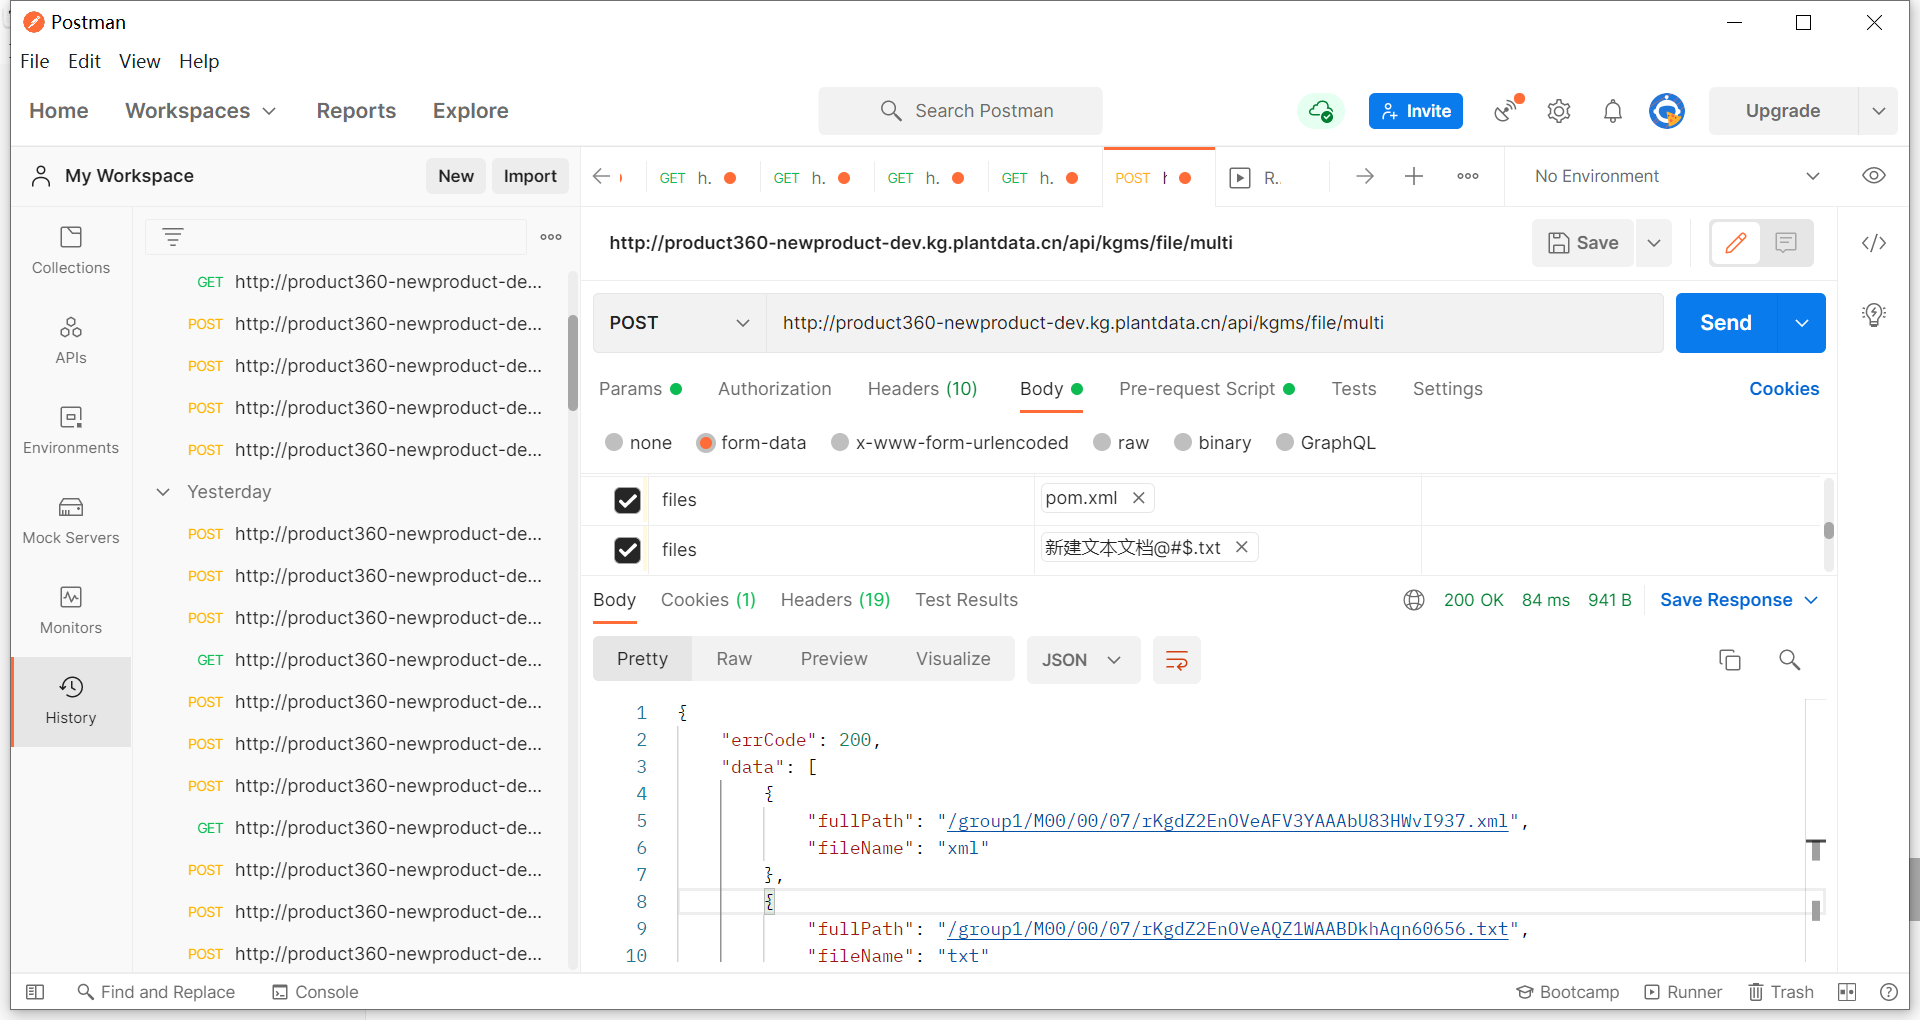 Postman
File Edit View Help
Home Workspaces Reports Explore Search Postman Invite Upgrade
My Workspace New Import
GET h. GET h. GET h. GET h. POST R.. No Environment
Collections
APIs
Environments
Mock Servers
Monitors
History
GET http://product360-newproduct-de...
POST http://product360-newproduct-de...
POST http://product360-newproduct-de...
POST http://product360-newproduct-de...
POST http://product360-newproduct-de...
Yesterday
POST http://product360-newproduct-de...
POST http://product360-newproduct-de...
POST http://product360-newproduct-de...
GET http://product360-newproduct-de...
POST http://product360-newproduct-de...
POST http://product360-newproduct-de...
POST http://product360-newproduct-de...
GET http://product360-newproduct-de...
POST http://product360-newproduct-de...
POST http://product360-newproduct-de...
POST http://product360-newproduct-de...
http://product360-newproduct-dev.kg.plantdata.cn/api/kgms/file/multi Save
POST http://product360-newproduct-dev.kg.plantdata.cn/api/kgms/file/multi Send
Params Authorization Headers (10) Body Pre-request Script Tests Settings Cookies
none form-data x-www-form-urlencoded raw binary GraphQL
files pom.xml
files 新建文本文档@#$.txt
Body Cookies (1) Headers (19) Test Results 200 OK 84 ms 941 B Save Response
Pretty Raw Preview Visualize JSON
1 {
2 "errCode": 200,
3 "data": [
4 {
5 "fullPath": "/group1/M00/00/07/rKgdZ2EnOVeAFV3YAAAbU83HWvI937.xml",
6 "fileName": "xml"
7 },
8 {
9 "fullPath": "/group1/M00/00/07/rKgdZ2EnOVeAQZ1WAABDkhAqn60656.txt",
10 "fileName": "txt"
Find and Replace Console Bootcamp Runner Trash